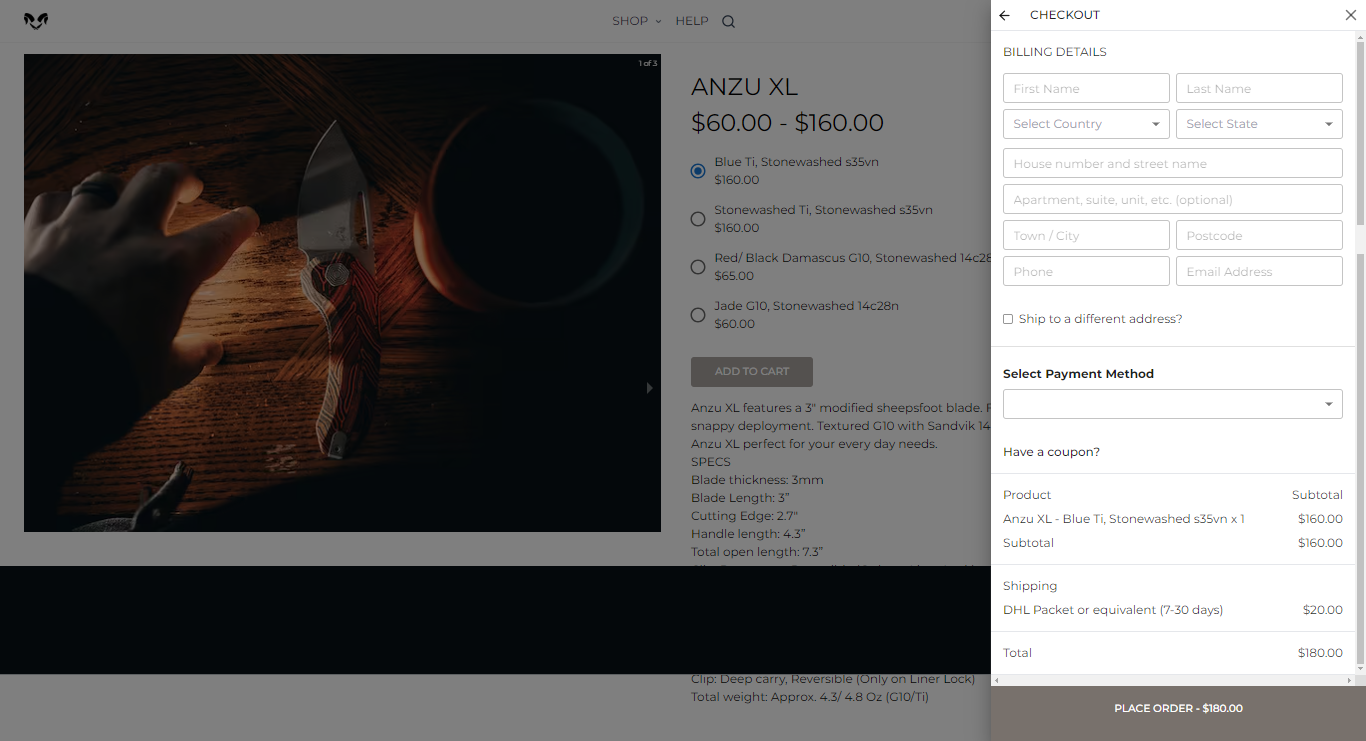 SHOP
HELP
1 of 3
ANZU XL
$60.00 - $160.00
Blue Ti, Stonewashed s35vn
$160.00
Stonewashed Ti, Stonewashed s35vn
$160.00
Red/ Black Damascus G10, Stonewashed 14c28
$65.00
Jade G10, Stonewashed 14c28n
$60.00
ADD TO CART
Anzu XL features a 3" modified sheepsfoot blade.
snappy deployment. Textured G10 with Sandvik 14
Anzu XL perfect for your every day needs.
SPECS
Blade thickness: 3mm
Blade Length: 3”
Cutting Edge: 2.7"
Handle length: 4.3”
Total open length: 7.3”
Clip: Deep carry, Reversible (Only on Liner Lock)
Total weight: Approx. 4.3/ 4.8 Oz (G10/Ti)
CHECKOUT
BILLING DETAILS
First Name
Last Name
Select Country
Select State
House number and street name
Apartment, suite, unit, etc. (optional)
Town / City
Postcode
Phone
Email Address
Ship to a different address?
Select Payment Method
Have a coupon?
Product
Subtotal
Anzu XL - Blue Ti, Stonewashed s35vn x 1
$160.00
Subtotal
$160.00
Shipping
DHL Packet or equivalent (7-30 days)
$20.00
Total
$180.00
PLACE ORDER - $180.00